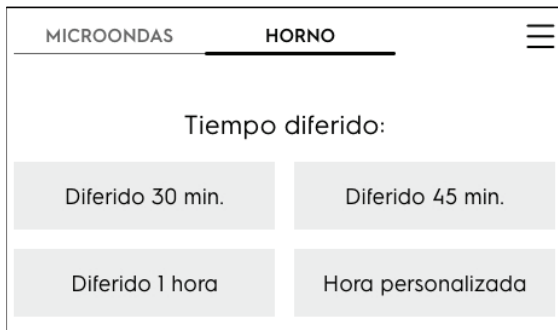 MICROONDAS HORNO
Tiempo diferido:
Diferido 30 min. Diferido 45 min.
Diferido 1 hora Hora personalizada